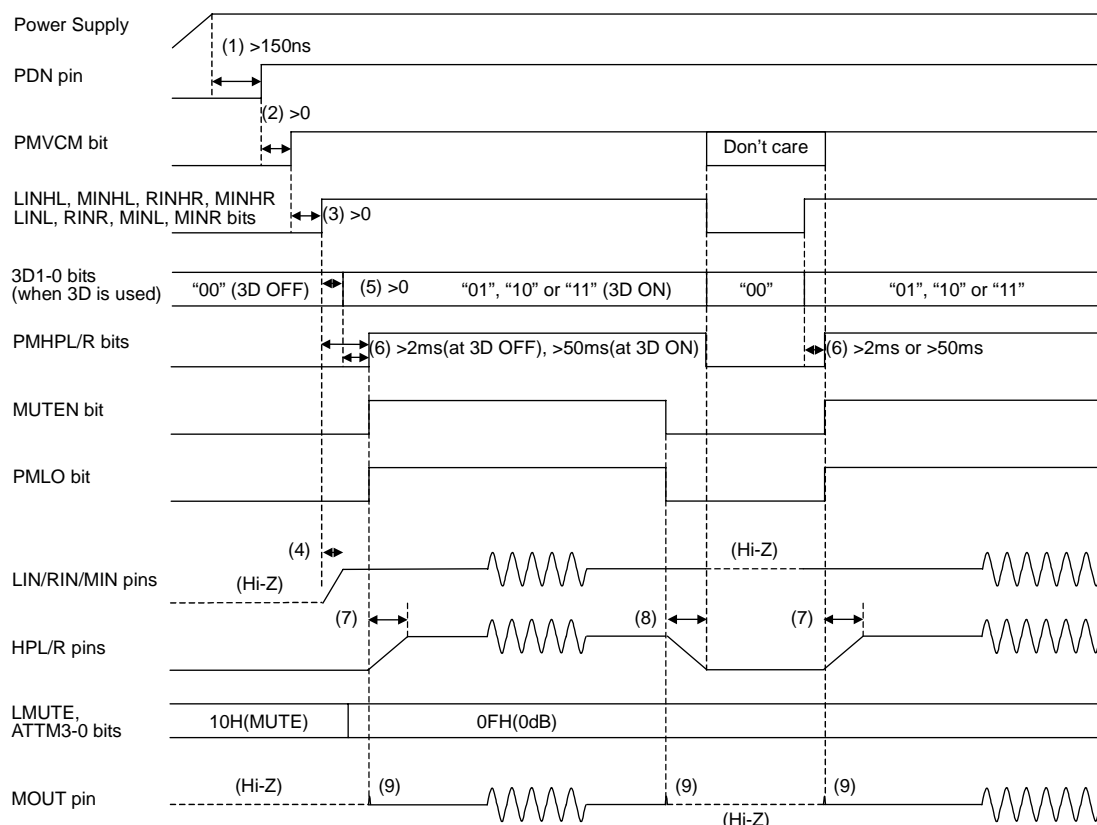 Power Supply
(1) >150ns
PDN pin
(2) >0
PMVCM bit
Don't care
LINHL, MINHL, RINHR, MINHR
LINL, RINR, MINL, MINR bits
(3) >0
3D1-0 bits
(when 3D is used)
“00” (3D OFF)
(5) >0
“01”, “10” or “11” (3D ON)
“00”
“01”, “10” or “11”
PMHPL/R bits
(6) >2ms(at 3D OFF), >50ms(at 3D ON)
(6) >2ms or >50ms
MUTEN bit
PMLO bit
(4)
LIN/RIN/MIN pins
(Hi-Z)
(Hi-Z)
HPL/R pins
(7)
(8)
(7)
LMUTE,
ATTM3-0 bits
10H(MUTE)
0FH(0dB)
MOUT pin
(Hi-Z)
(9)
(9)
(Hi-Z)
(9)